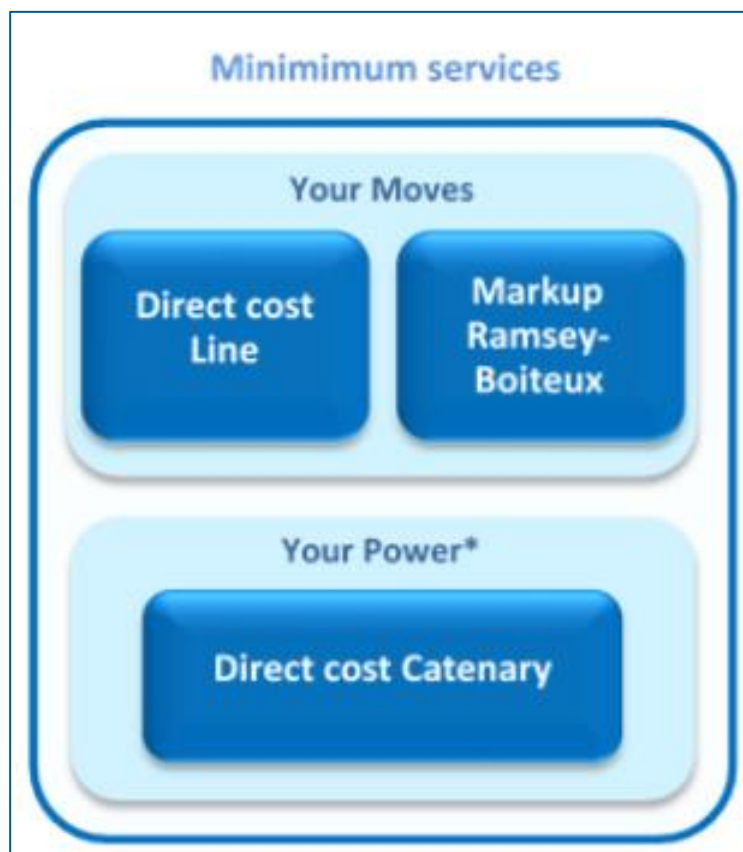 Minimimum services
Your Moves
Direct cost
Line
Markup
Ramsey-
Boiteux
Your Power*
Direct cost Catenary